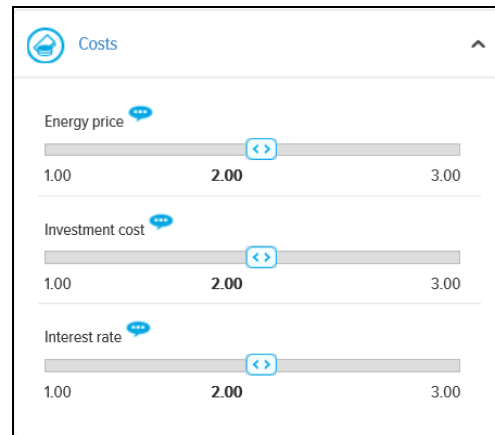 Costs
Energy price
1.00 2.00 3.00
Investment cost
1.00 2.00 3.00
Interest rate
1.00 2.00 3.00